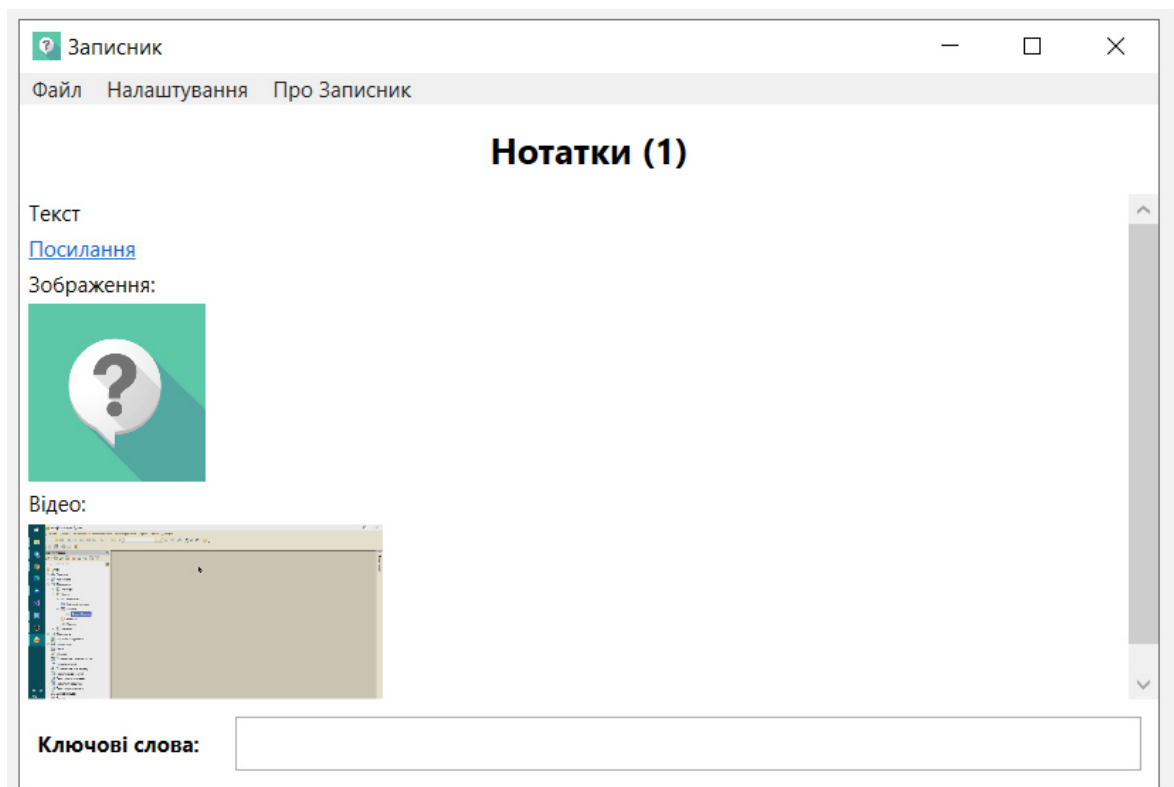 Записник
Файл Налаштування Про Записник
Нотатки (1)
Текст
Посилання
Зображення:
?
Відео:
Ключові слова: